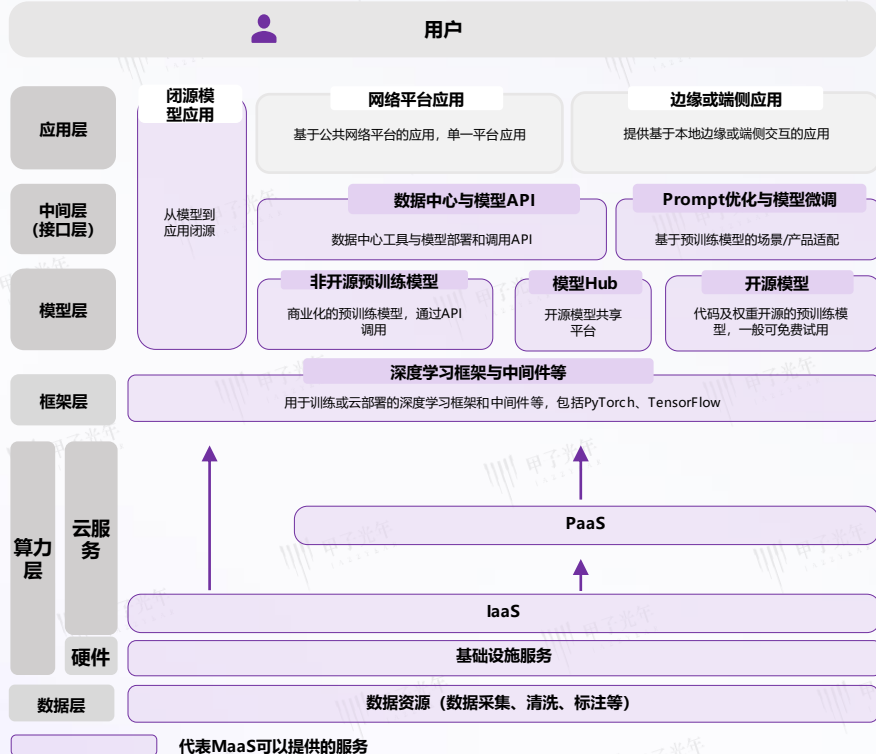 用户
应用层
闭源模
型应用
网络平台应用
基于公共网络平台的应用，单一平台应用
边缘或端侧应用
提供基于本地边缘或端侧交互的应用
中间层
（接口层）
从模型到
应用闭源
数据中心与模型API
数据中心工具与模型部署和调用API
Prompt优化与模型微调
基于预训练模型的场景/产品适配
模型层
非开源预训练模型
商业化的预训练模型，通过API
调用
模型Hub
开源模型共享
平台
开源模型
代码及权重开源的预训练模
型，一般可免费试用
框架层
深度学习框架与中间件等
用于训练或云部署的深度学习框架和中间件等，包括PyTorch、TensorFlow
算力
层
云服
务
PaaS
IaaS
硬件
基础设施服务
数据层
数据资源（数据采集、清洗、标注等）
代表MaaS可以提供的服务
甲子光年